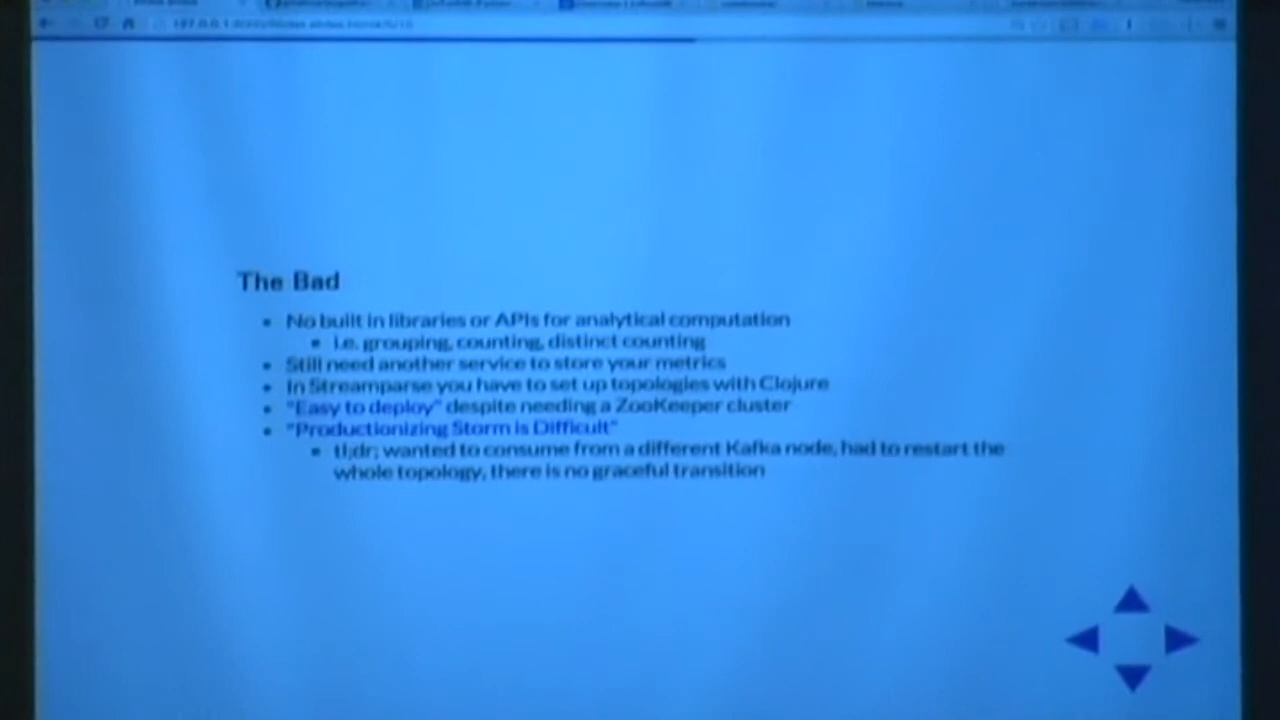 The Bad
No built in libraries or APIs for analytical computation
i.e. grouping, counting, distinct counting
Still need another service to store your metrics
In Streamparse you have to set up topologies with Clojure
"Easy to deploy" despite needing a ZooKeeper cluster
"Productionizing Storm is Difficult"
tl;dr; wanted to consume from a different Kafka node, had to restart the
whole topology, there is no graceful transition